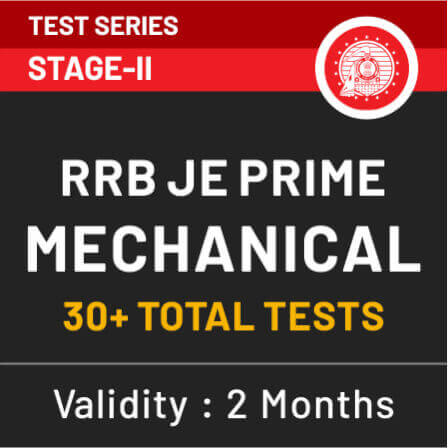 TEST SERIES
STAGE-II
RRB JE PRIME
MECHANICAL
30+ TOTAL TESTS
Validity : 2 Months